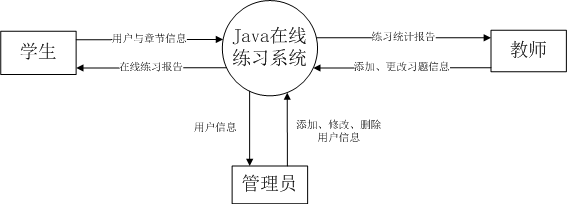 学生
用户与章节信息
在线练习报告
Java在线
练习系统
练习统计报告
添加、更改习题信息
教师
用户信息
添加、修改、删除
用户信息
管理员